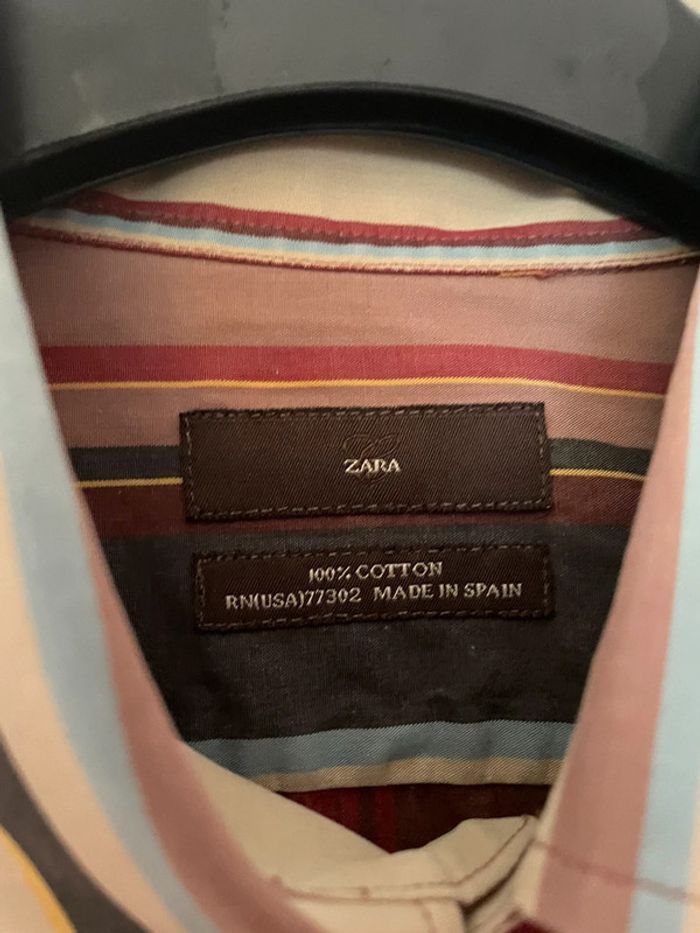 ZARA
100% COTTON
RN(USA)77302 MADE IN SPAIN